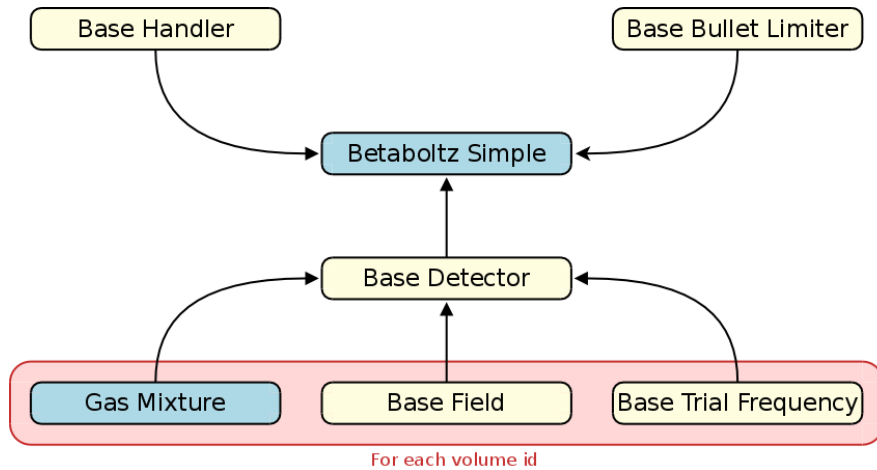 Base Handler
Base Bullet Limiter
Betaboltz Simple
Base Detector
Gas Mixture
Base Field
Base Trial Frequency
For each volume id